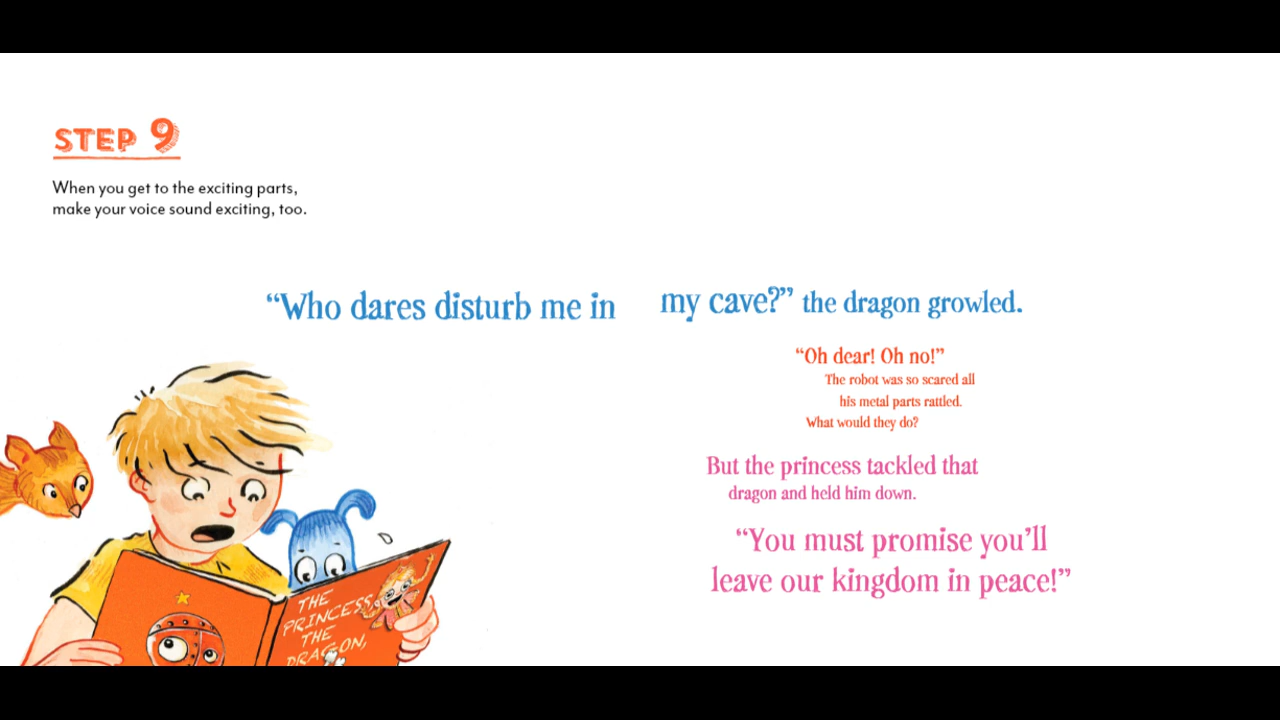 STEP 9
When you get to the exciting parts,
make your voice sound exciting, too.
“Who dares disturb me in my cave?” the dragon growled.
“Oh dear! Oh no!”
The robot was so scared all
his metal parts rattled.
What would they do?
But the princess tackled that
dragon and held him down.
“You must promise you’ll
leave our kingdom in peace!”
THE
PRINCESS,
THE
DRAGON,